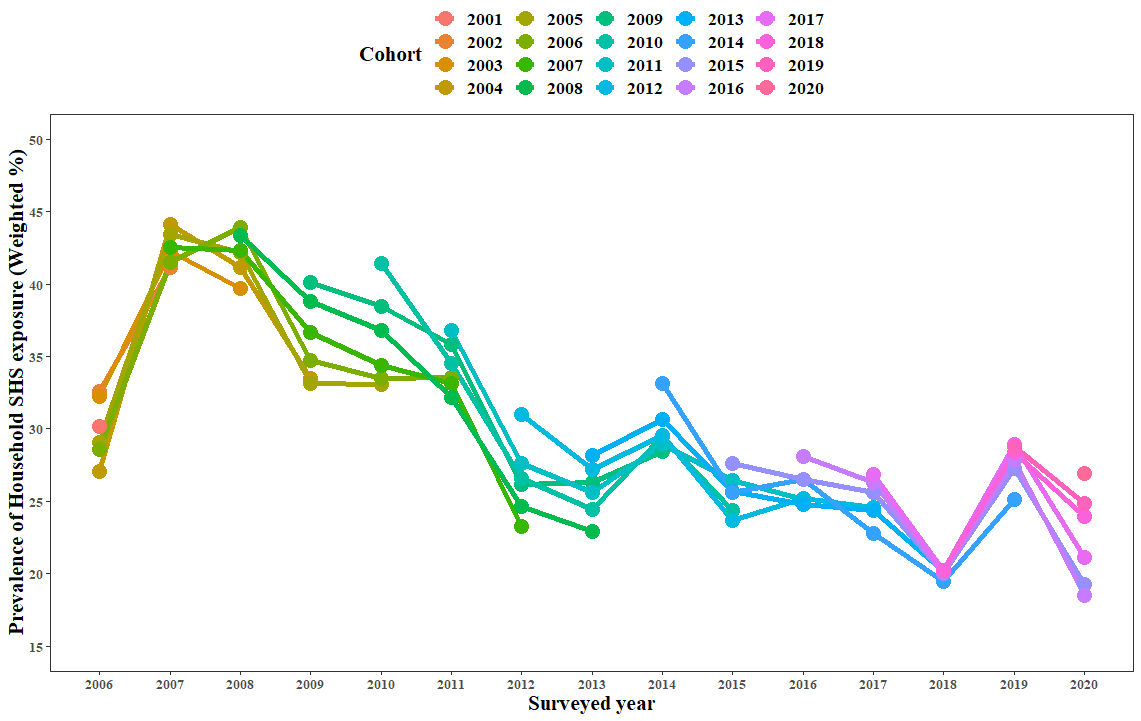 2001 2005 2009 2013 2017
2002 2006 2010 2014 2018
Cohort
2003 2007 2011 2015 2019
2004 2008 2012 2016 2020
Prevalence of Household SHS exposure (Weighted %)
50
45
40
35
30
25
20
15
2006 2007 2008 2009 2010 2011 2012 2013 2014 2015 2016 2017 2018 2019 2020
Surveyed year